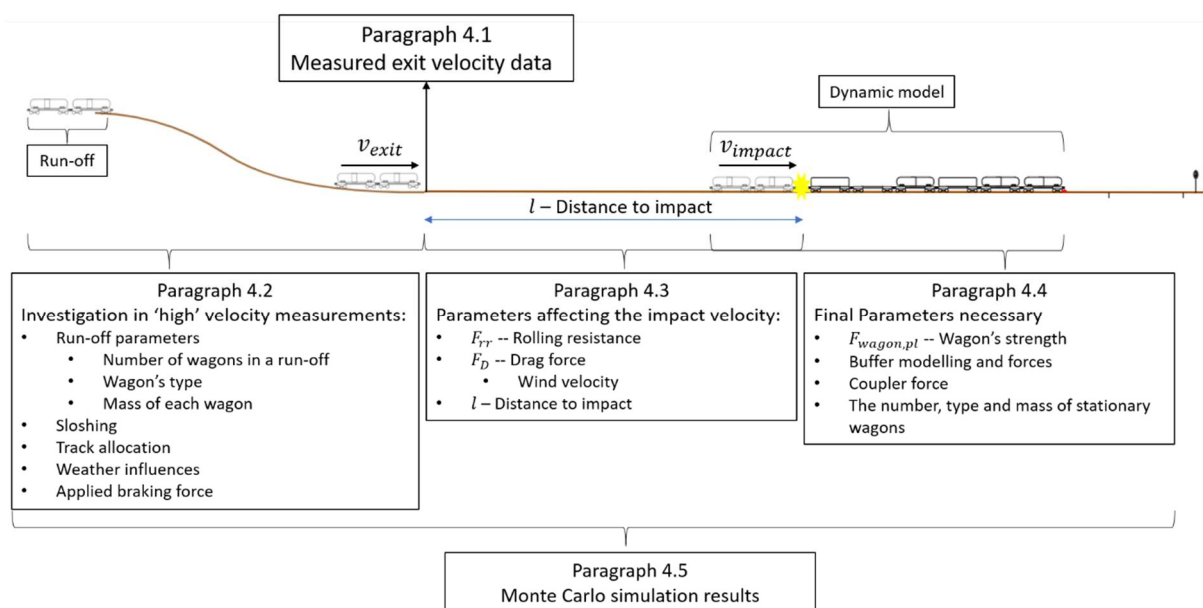 Paragraph 4.1
Measured exit velocity data
Dynamic model
Run-off
v_exit
v_impact
l – Distance to impact
Paragraph 4.2
Investigation in ‘high’ velocity measurements:
• Run-off parameters
• Number of wagons in a run-off
• Wagon’s type
• Mass of each wagon
• Sloshing
• Track allocation
• Weather influences
• Applied braking force
Paragraph 4.3
Parameters affecting the impact velocity:
• F_rr -- Rolling resistance
• F_D -- Drag force
• Wind velocity
• l – Distance to impact
Paragraph 4.4
Final Parameters necessary
• F_wagon,pl -- Wagon’s strength
• Buffer modelling and forces
• Coupler force
• The number, type and mass of stationary
wagons
Paragraph 4.5
Monte Carlo simulation results